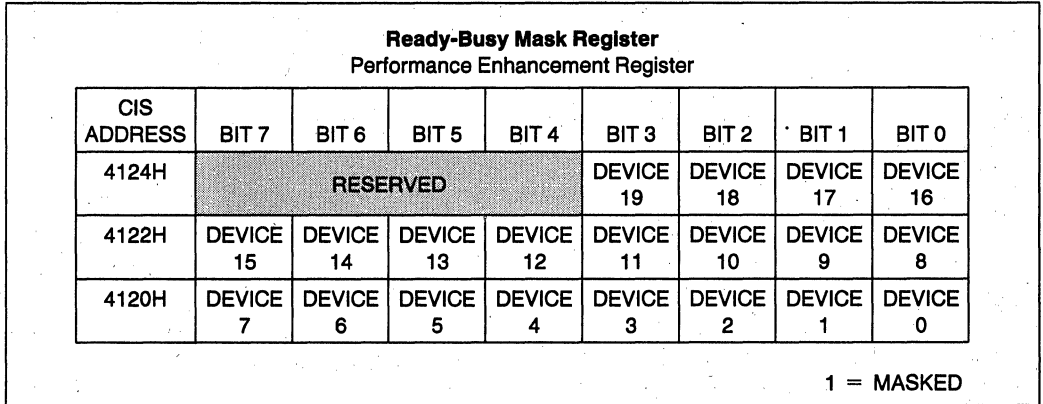 Ready-Busy Mask Register
Performance Enhancement Register
CIS ADDRESS BIT 7 BIT 6 BIT 5 BIT 4 BIT 3 BIT 2 BIT 1 BIT 0
4124H RESERVED DEVICE 19 DEVICE 18 DEVICE 17 DEVICE 16
4122H DEVICE 15 DEVICE 14 DEVICE 13 DEVICE 12 DEVICE 11 DEVICE 10 DEVICE 9 DEVICE 8
4120H DEVICE 7 DEVICE 6 DEVICE 5 DEVICE 4 DEVICE 3 DEVICE 2 DEVICE 1 DEVICE 0
1 = MASKED